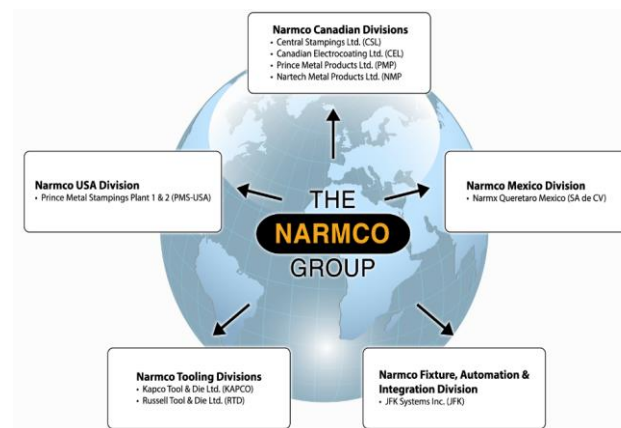 Narmco Canadian Divisions
• Central Stampings Ltd. (CSL)
• Canadian Electrocoating Ltd. (CEL)
• Prince Metal Products Ltd. (PMP)
• Nartech Metal Products Ltd. (NMP
Narmco USA Division
• Prince Metal Stampings Plant 1 & 2 (PMS-USA)
Narmco Mexico Division
• Narmx Queretaro Mexico (SA de CV)
THE
NARMCO
GROUP
Narmco Tooling Divisions
• Kapco Tool & Die Ltd. (KAPCO)
• Russell Tool & Die Ltd. (RTD)
Narmco Fixture, Automation &
Integration Division
• JFK Systems Inc. (JFK)